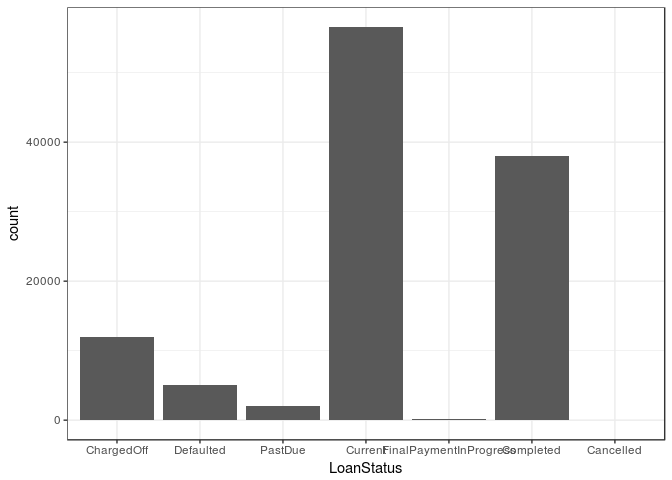 count
40000
20000
0
ChargedOff Defaulted PastDue Current FinalPaymentInProgress Completed Cancelled
LoanStatus